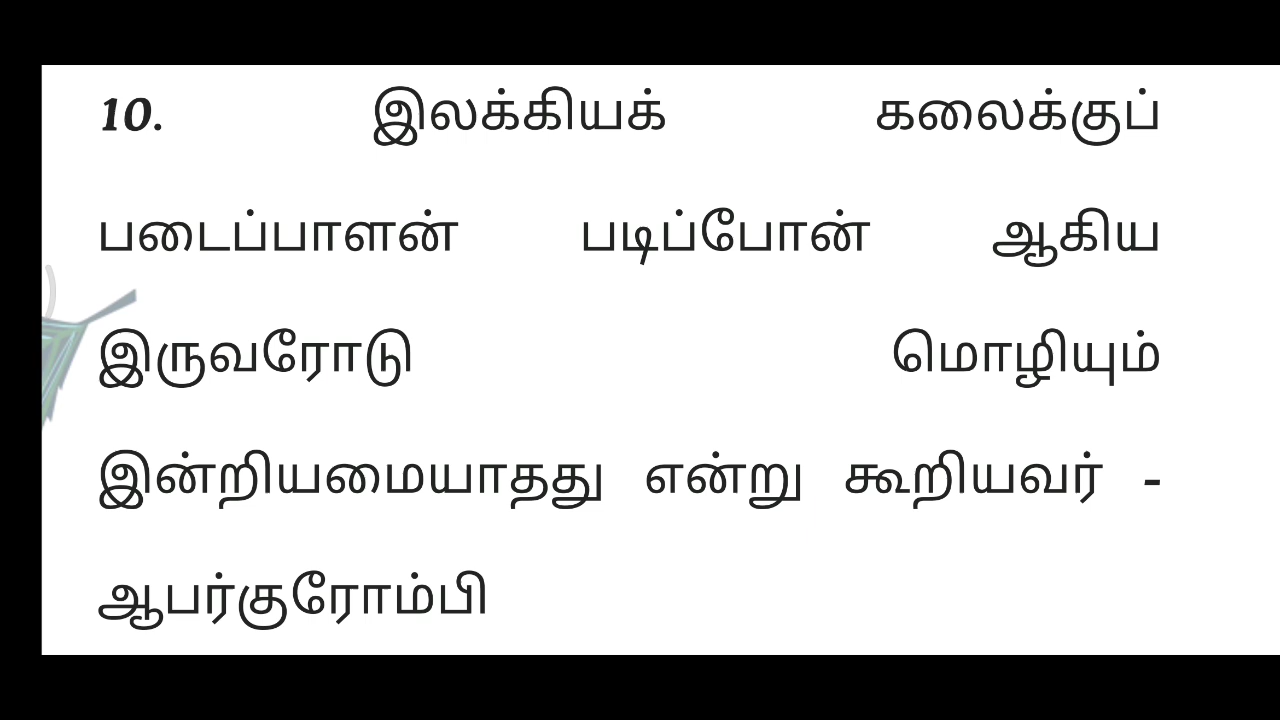 10. இலக்கியக் கலைக்குப்
படைப்பாளன் படிப்போன் ஆகிய
இருவரோடு மொழியும்
இன்றியமையாதது என்று கூறியவர் -
ஆபர்குரோம்பி